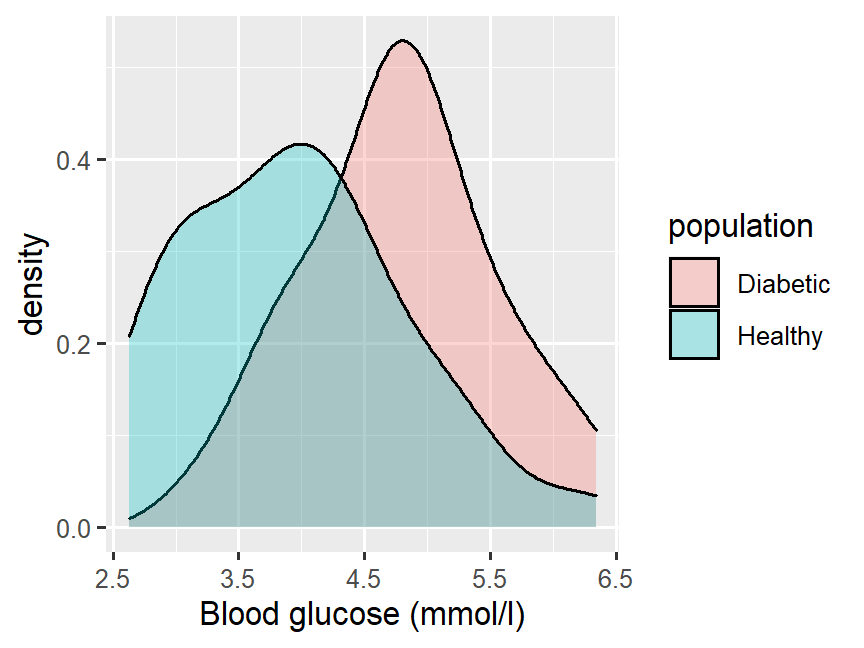 density
0.4
0.2
0.0
2.5 3.5 4.5 5.5 6.5
Blood glucose (mmol/l)
population
Diabetic
Healthy